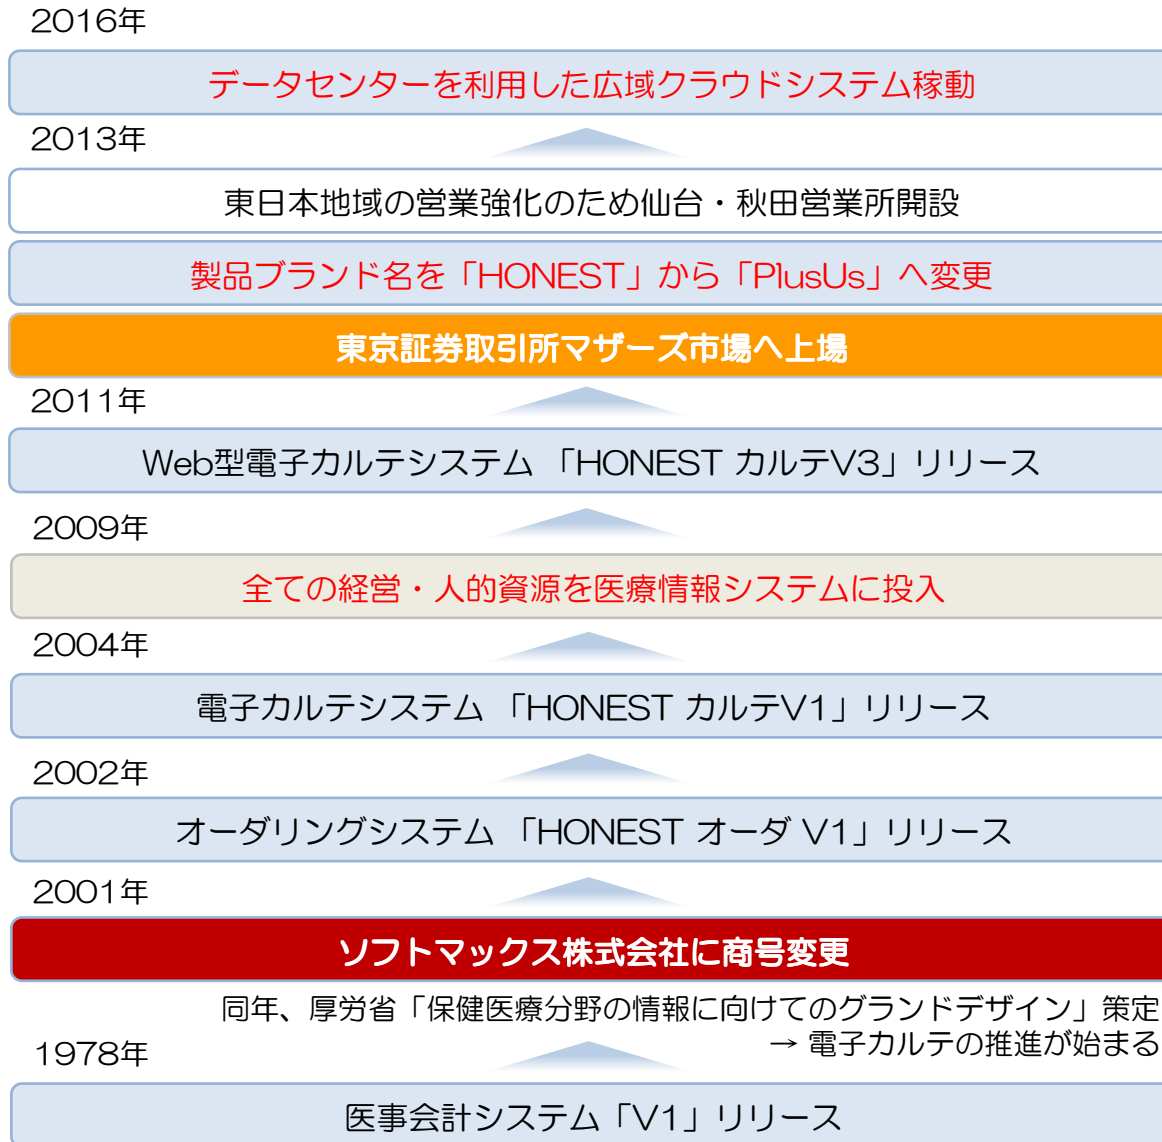 2016年
データセンターを利用した広域クラウドシステム稼動
2013年
東日本地域の営業強化のため仙台・秋田営業所開設
製品ブランド名を「HONEST」から「PlusUs」へ変更
東京証券取引所マザーズ市場へ上場
2011年
Web型電子カルテシステム 「HONEST カルテV3」リリース
2009年
全ての経営・人的資源を医療情報システムに投入
2004年
電子カルテシステム 「HONEST カルテV1」リリース
2002年
オーダリングシステム 「HONEST オーダ V1」リリース
2001年
ソフトマックス株式会社に商号変更
同年、厚労省「保健医療分野の情報に向けてのグランドデザイン」策定
→ 電子カルテの推進が始まる
1978年
医事会計システム「V1」リリース